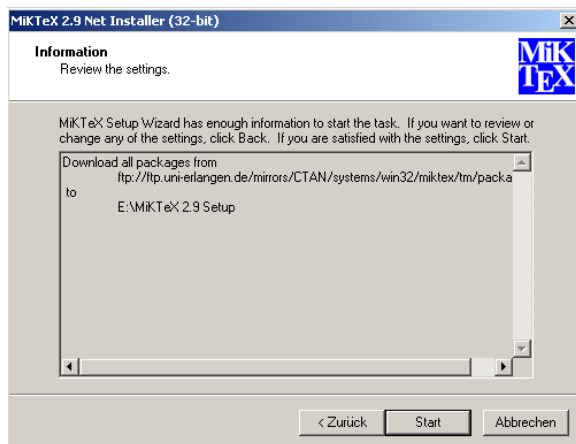 MiKTeX 2.9 Net Installer (32-bit)
Information
Review the settings.
MiK
TEX
MiKTeX Setup Wizard has enough information to start the task. If you want to review or
change any of the settings, click Back. If you are satisfied with the settings, click Start.
Download all packages from
ftp://ftp.uni-erlangen.de/mirrors/CTAN/systems/win32/miktex/tm/packa
to
E:\MiKTeX 2.9 Setup
< Zurück
Start
Abbrechen